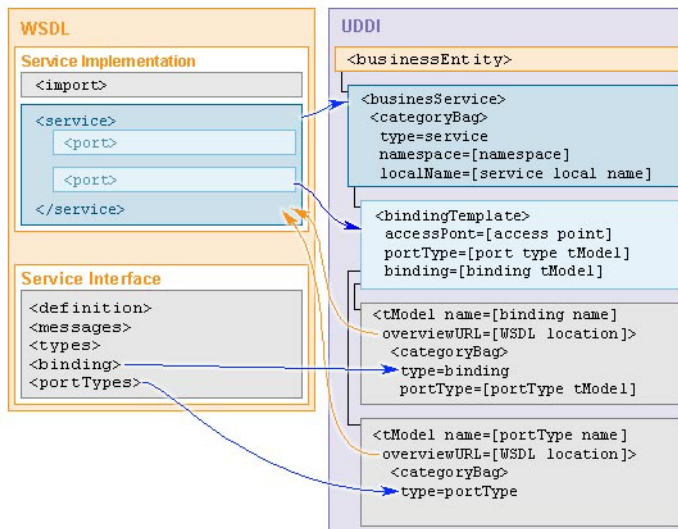 WSDL
Service Implementation
<import>
<service>
<port>
<port>
</service>
Service Interface
<definition>
<messages>
<types>
<binding>
<portTypes>
UDDI
<businessEntity>
<businesService>
<categoryBag>
type=service
namespace=[namespace]
localName=[service local name]
<bindingTemplate>
accessPont=[access point]
portType=[port type tModel]
binding=[binding tModel]
<tModel name=[binding name]
overviewURL=[WSDL location]>
<categoryBag>
type=binding
portType=[portType tModel]
<tModel name=[portType name]
overviewURL=[WSDL location]>
<categoryBag>
type=portType